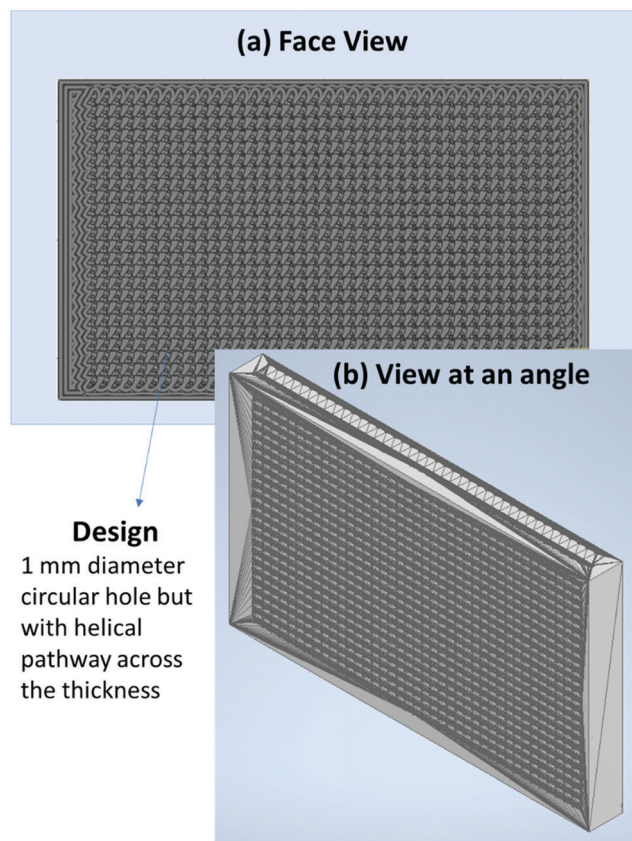 (a) Face View
(b) View at an angle
Design
1 mm diameter
circular hole but
with helical
pathway across
the thickness